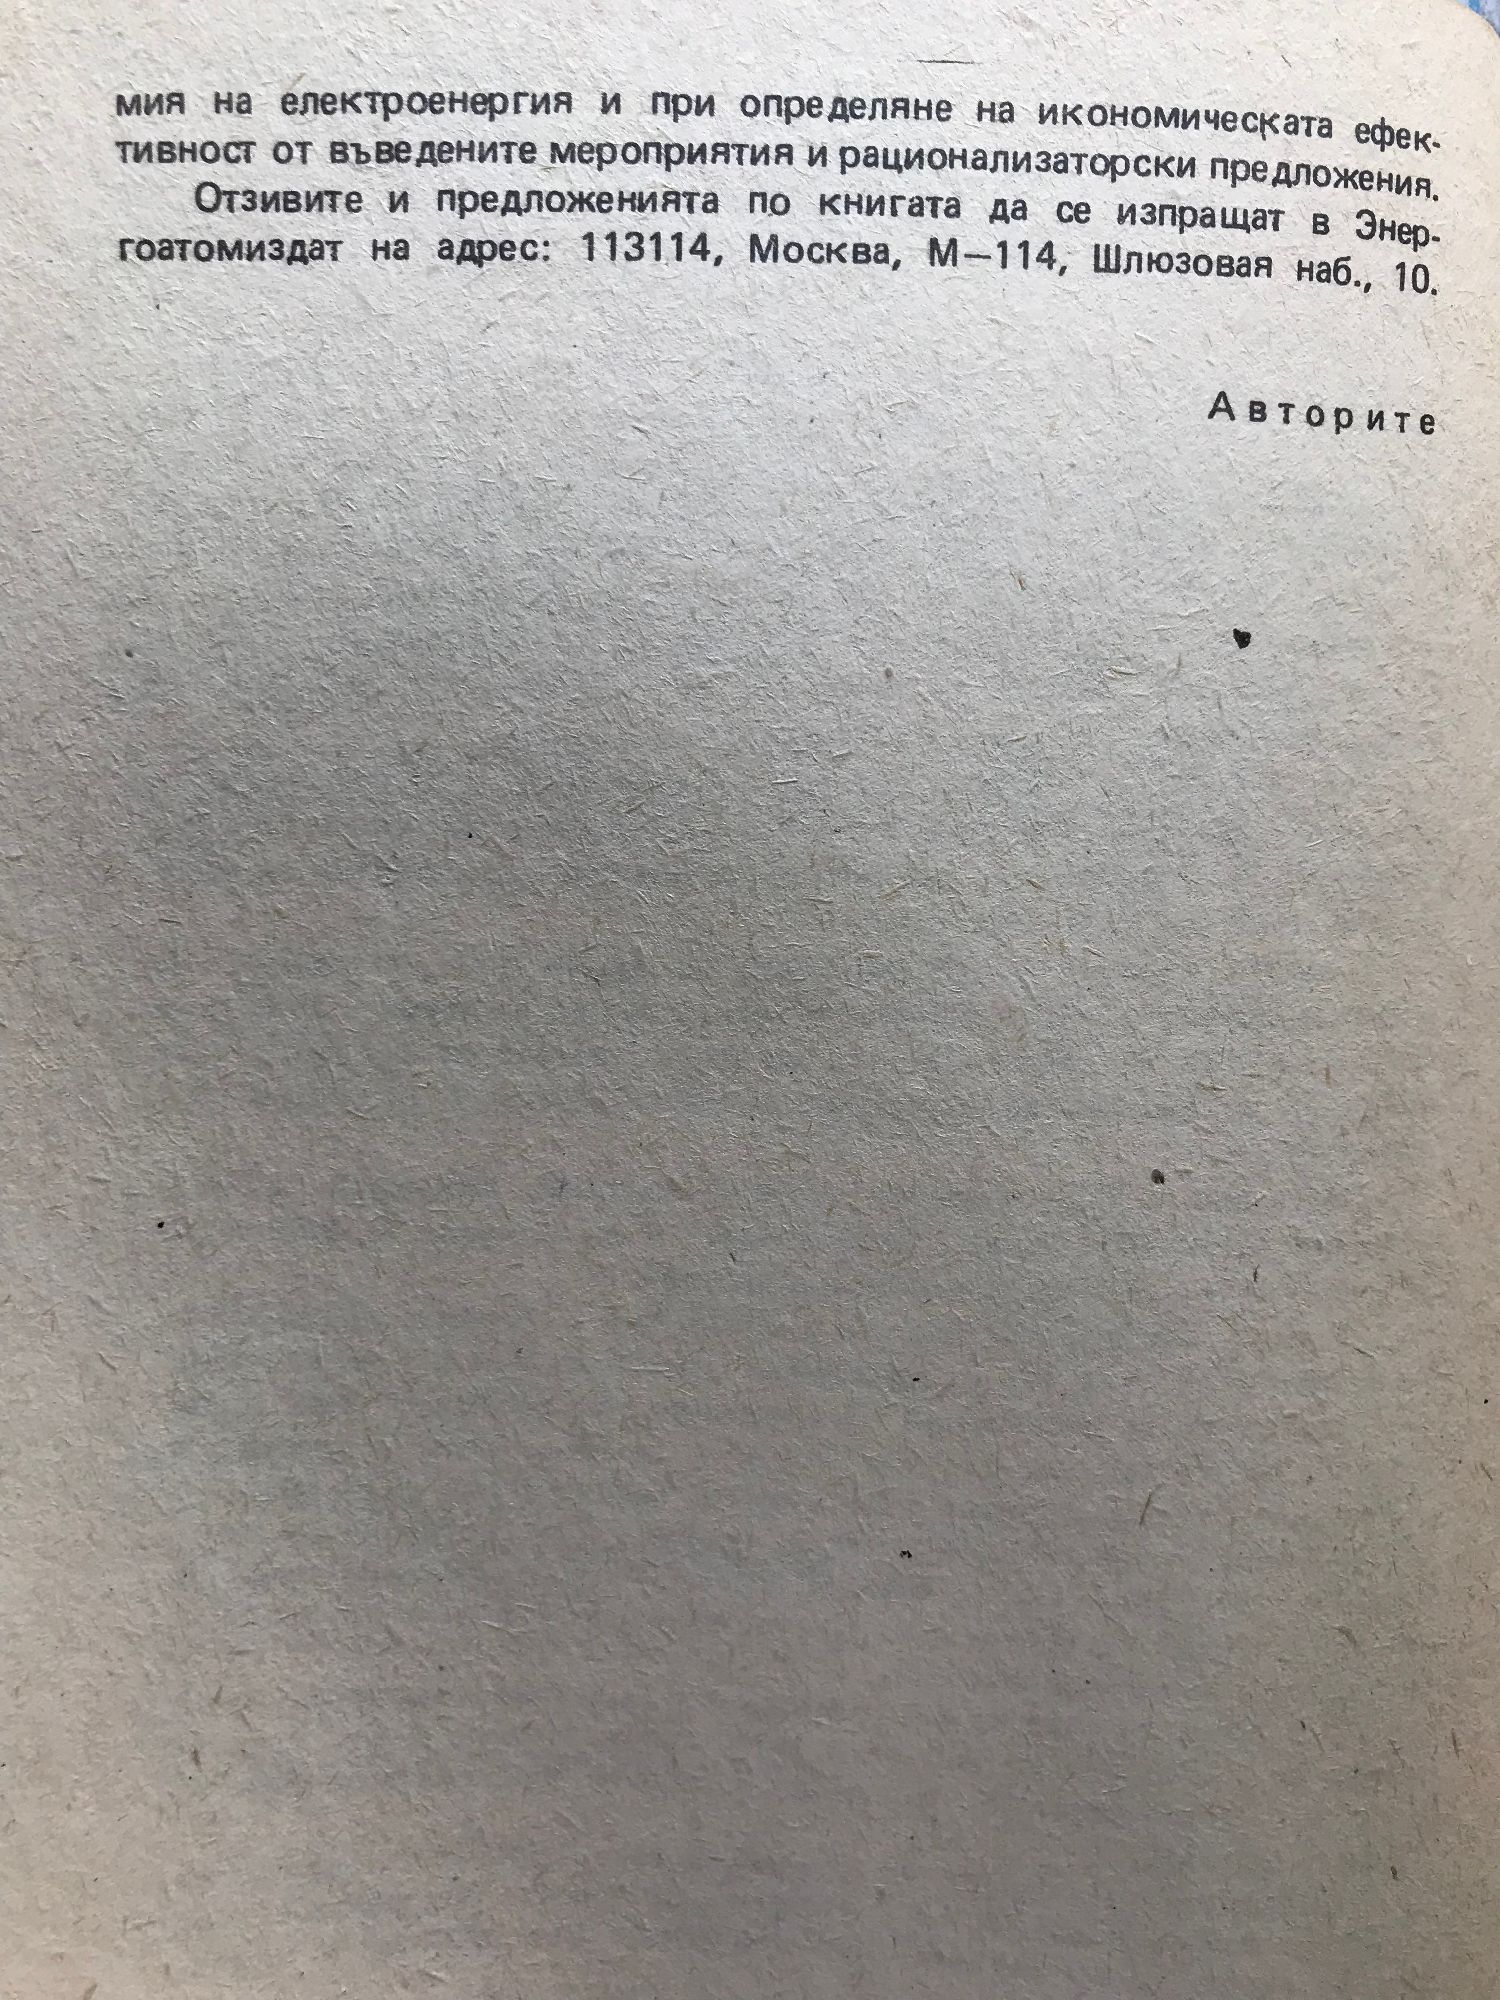 мия на електроенергия и при определяне на икономическата ефек-
тивност от въведените мероприятия и рационализаторски предложения.
Отзивите и предложенията по книгата да се изпращат в Энер-
гоатомиздат на адрес: 113114, Москва, М—114, Шлюзовая наб., 10.
Авторите